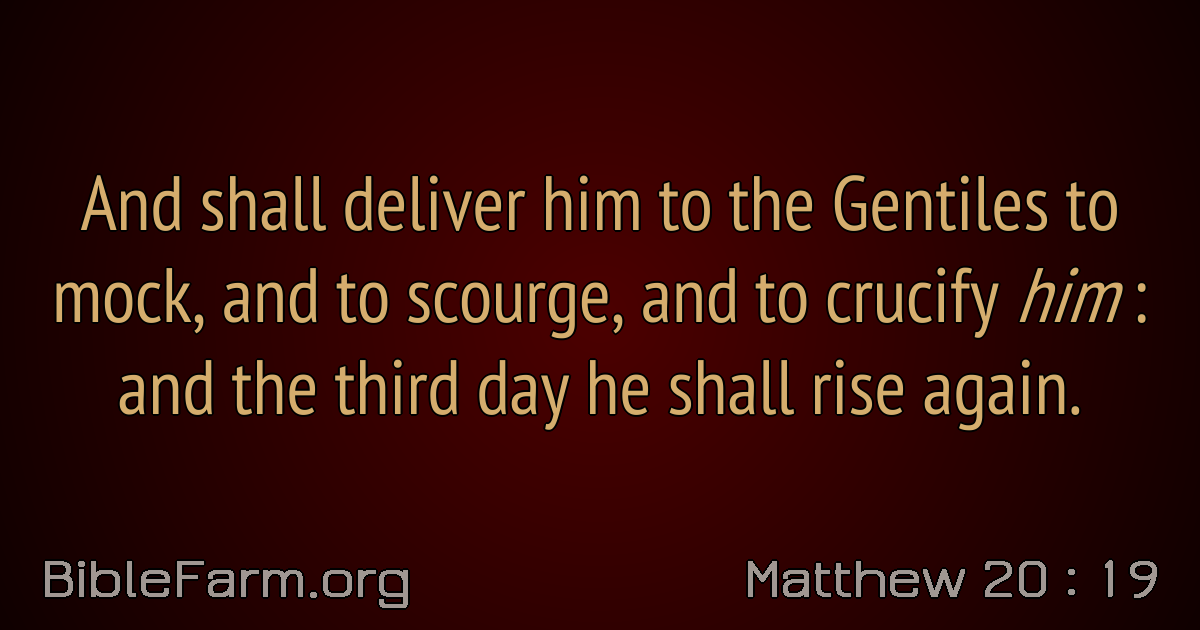 And shall deliver him to the Gentiles to
mock, and to scourge, and to crucify him:
and the third day he shall rise again.
BibleFarm.org
Matthew 20 : 19